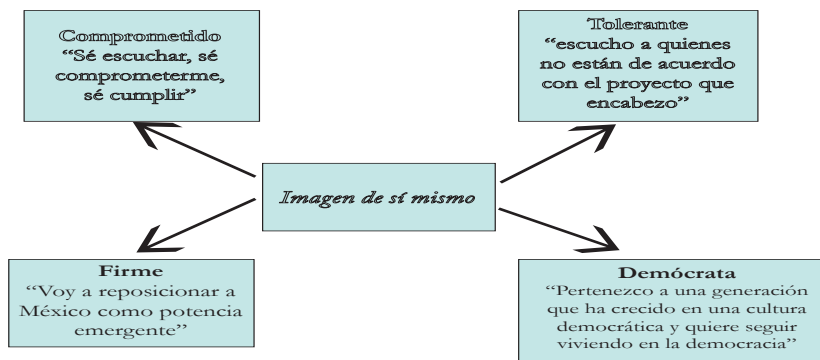 Comprometido
“Sé escuchar, sé
comprometerme,
sé cumplir”
Tolerante
“escucho a quienes
no están de acuerdo
con el proyecto que
encabezo”
Imagen de sí mismo
Firme
“Voy a reposicionar a
México como potencia
emergente”
Demócrata
“Pertenezco a una generación
que ha crecido en una cultura
democrática y quiere seguir
viviendo en la democracia”